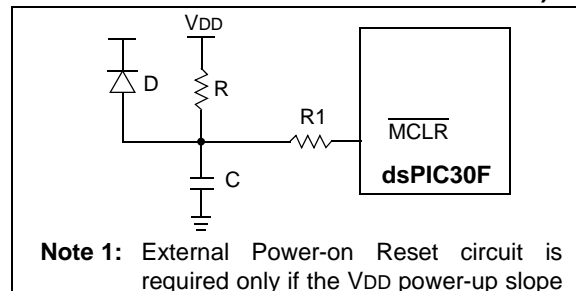 VDD
D
R
R1
MCLR
C
dsPIC30F
Note 1: External Power-on Reset circuit is
required only if the VDD power-up slope